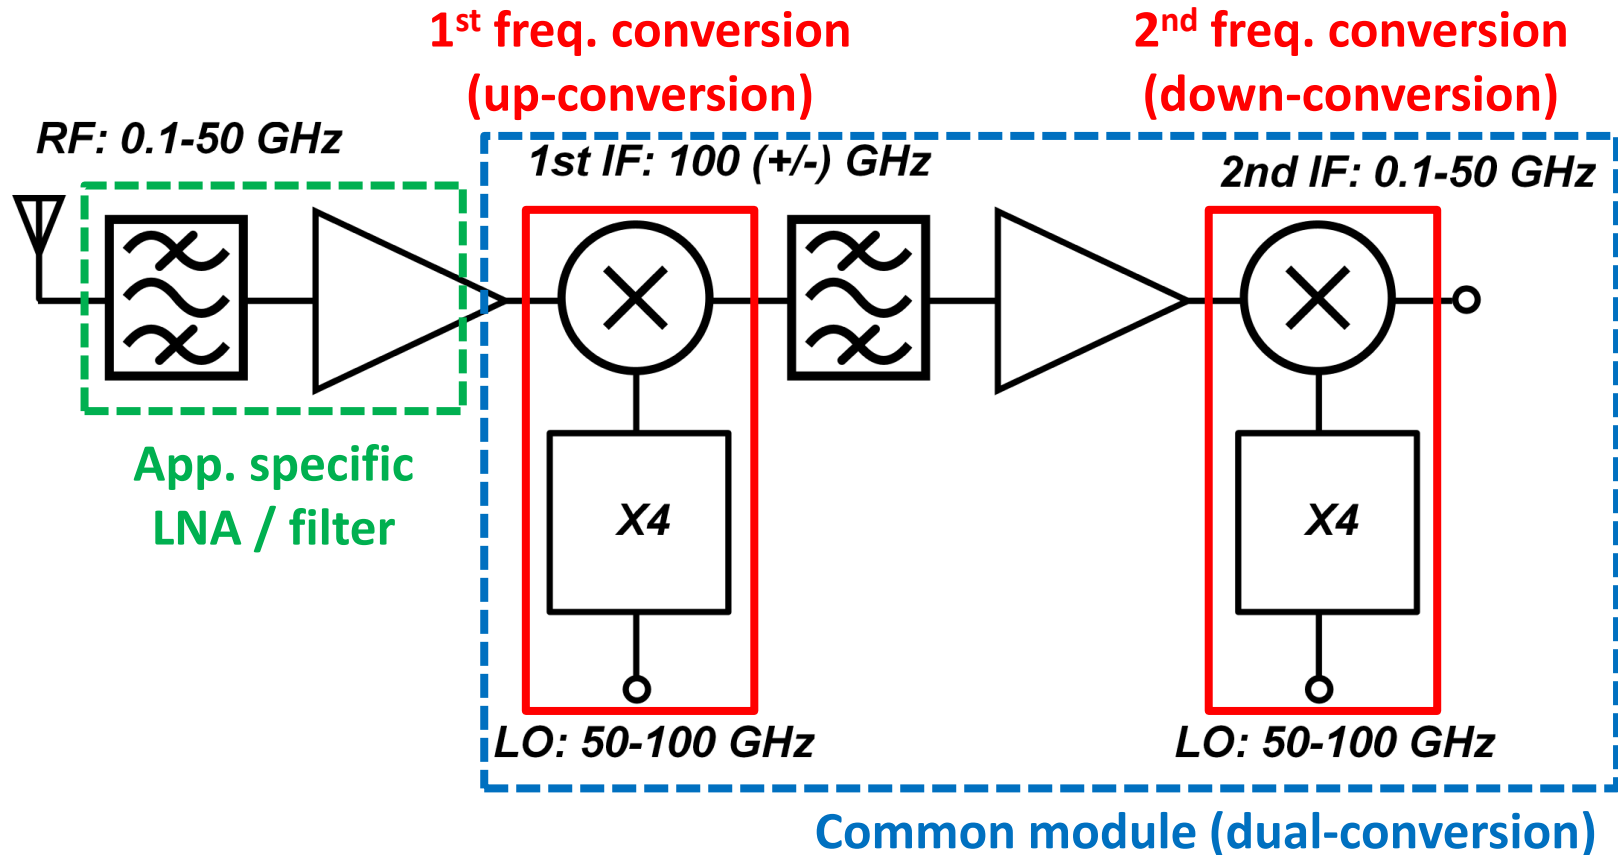 1st freq. conversion
(up-conversion)
2nd freq. conversion
(down-conversion)
RF: 0.1-50 GHz
1st IF: 100 (+/-) GHz
2nd IF: 0.1-50 GHz
App. specific
LNA / filter
X4
X4
LO: 50-100 GHz
LO: 50-100 GHz
Common module (dual-conversion)